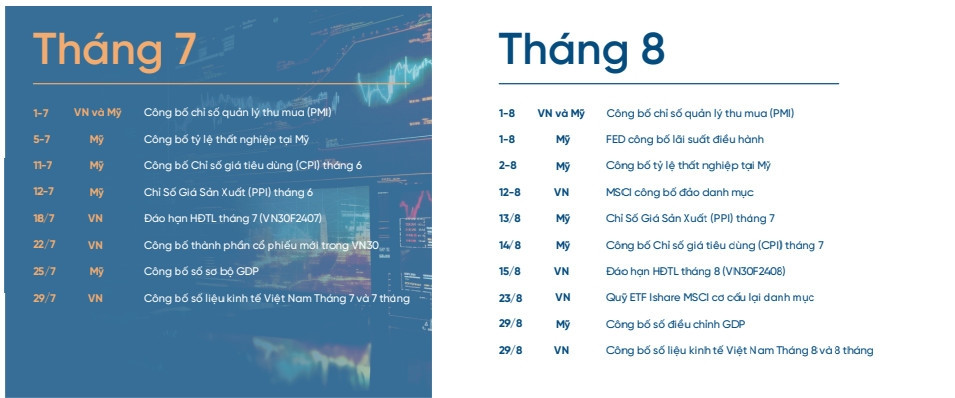 Tháng 7
1-7 VN và Mỹ Công bố chỉ số quản lý thu mua (PMI)
5-7 Mỹ Công bố tỷ lệ thất nghiệp tại Mỹ
11-7 Mỹ Công bố Chỉ số giá tiêu dùng (CPI) tháng 6
12-7 Mỹ Chỉ Số Giá Sản Xuất (PPI) tháng 6
18/7 VN Đáo hạn HĐTL tháng 7 (VN30F2407)
22/7 VN Công bố thành phần cổ phiếu mới trong VN30
25/7 Mỹ Công bố số sơ bộ GDP
29/7 VN Công bố số liệu kinh tế Việt Nam Tháng 7 và 7 tháng
Tháng 8
1-8 VN và Mỹ Công bố chỉ số quản lý thu mua (PMI)
1-8 Mỹ FED công bố lãi suất điều hành
2-8 Mỹ Công bố tỷ lệ thất nghiệp tại Mỹ
12-8 VN MSCI công bố đảo danh mục
13/8 Mỹ Chỉ Số Giá Sản Xuất (PPI) tháng 7
14/8 Mỹ Công bố Chỉ số giá tiêu dùng (CPI) tháng 7
15/8 VN Đáo hạn HĐTL tháng 8 (VN30F2408)
23/8 VN Quỹ ETF Ishare MSCI cơ cấu lại danh mục
29/8 Mỹ Công bố số điều chỉnh GDP
29/8 VN Công bố số liệu kinh tế Việt Nam Tháng 8 và 8 tháng